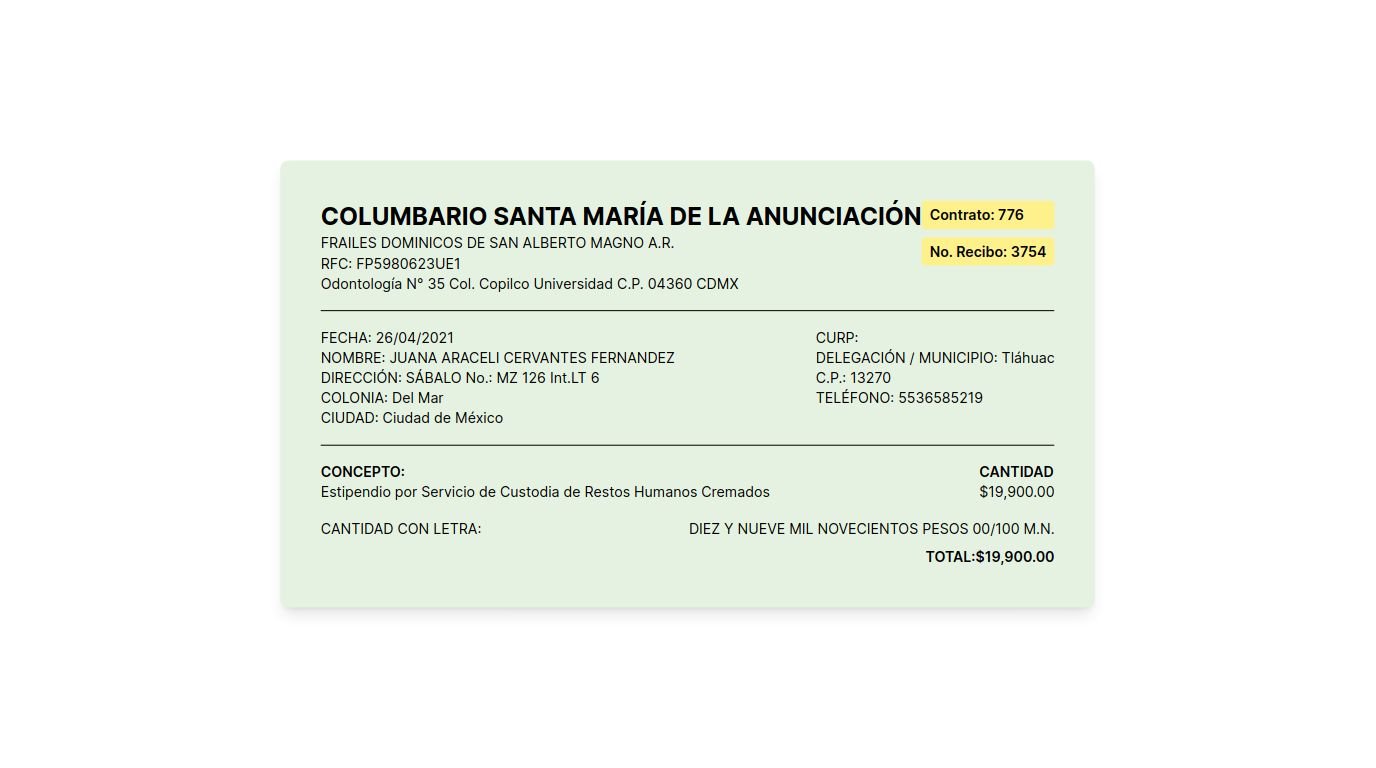 COLUMBARIO SANTA MARÍA DE LA ANUNCIACIÓN
Contrato: 776
FRAILES DOMINICOS DE SAN ALBERTO MAGNO A.R.
No. Recibo: 3754
RFC: FP5980623UE1
Odontología N° 35 Col. Copilco Universidad C.P. 04360 CDMX
FECHA: 26/04/2021
NOMBRE: JUANA ARACELI CERVANTES FERNANDEZ
DIRECCIÓN: SÁBALO No.: MZ 126 Int.LT 6
COLONIA: Del Mar
CIUDAD: Ciudad de México
CURP:
DELEGACIÓN / MUNICIPIO: Tláhuac
C.P.: 13270
TELÉFONO: 5536585219
CONCEPTO:
Estipendio por Servicio de Custodia de Restos Humanos Cremados
CANTIDAD
$19,900.00
CANTIDAD CON LETRA:
DIEZ Y NUEVE MIL NOVECIENTOS PESOS 00/100 M.N.
TOTAL:$19,900.00